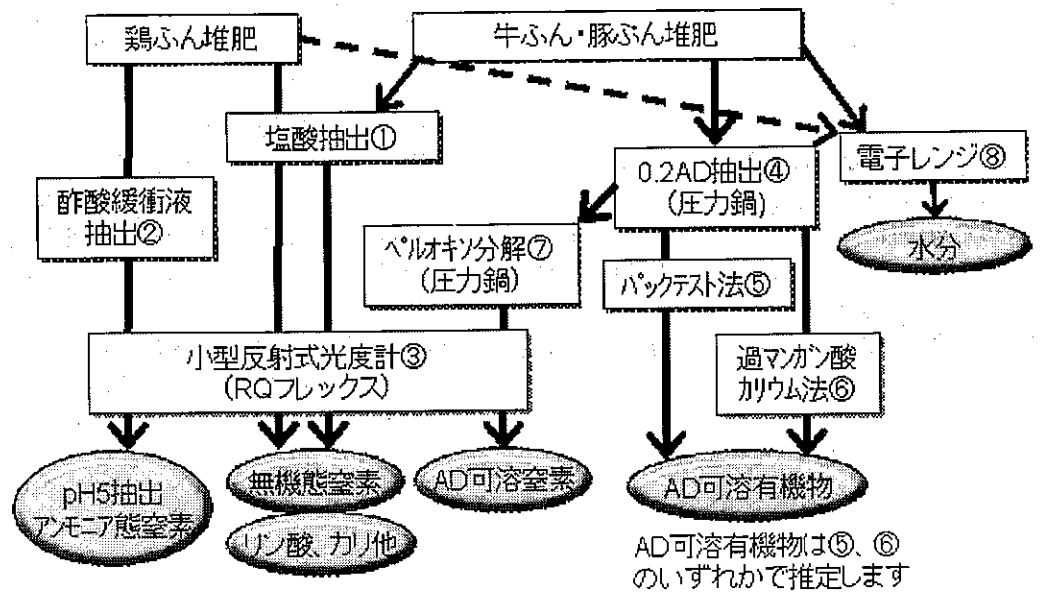 鶏ふん堆肥
牛ふん・豚ぷん堆肥
塩酸抽出①
酢酸緩衝液
抽出②
0.2AD抽出④
(圧力鍋)
電子レンジ⑧
水分
ペルオキソ分解⑦
(圧力鍋)
パックテスト法⑤
小型反射式光度計③
(RQフレックス)
過マンガン酸
カリウム法⑥
pH5抽出
アンモニア態窒素
無機態窒素
リン酸、カリ他
AD可溶窒素
AD可溶有機物
AD可溶有機物は⑤、⑥
のいずれかで推定します